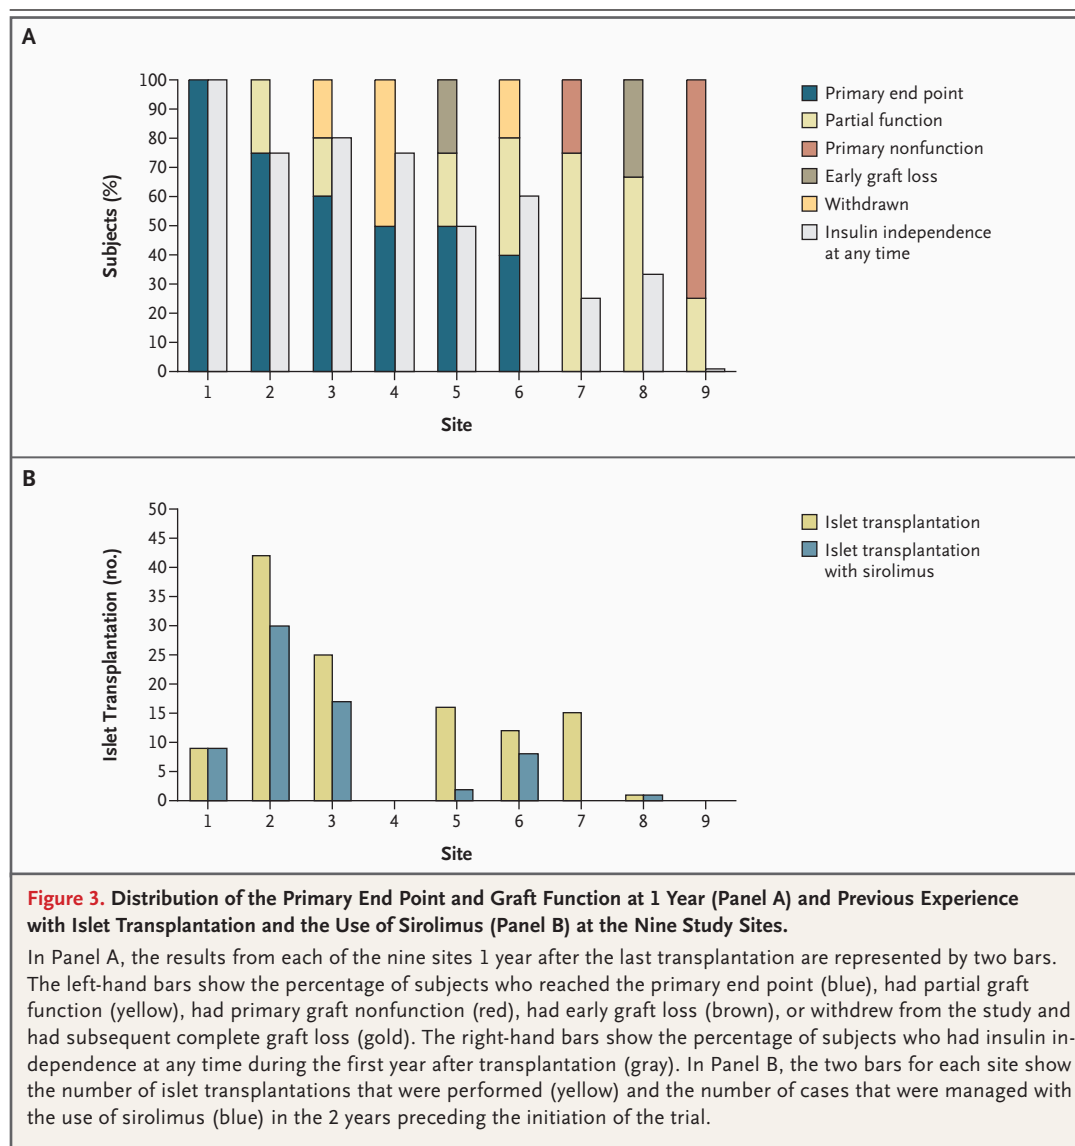 A
100
90
80
70
60
50
40
30
20
10
0
Subjects (%)
1 2 3 4 5 6 7 8 9
Site
Primary end point
Partial function
Primary nonfunction
Early graft loss
Withdrawn
Insulin independence
at any time
B
50
45
40
35
30
25
20
15
10
5
0
Islet Transplantation (no.)
1 2 3 4 5 6 7 8 9
Site
Islet transplantation
Islet transplantation
with sirolimus
Figure 3. Distribution of the Primary End Point and Graft Function at 1 Year (Panel A) and Previous Experience
with Islet Transplantation and the Use of Sirolimus (Panel B) at the Nine Study Sites.
In Panel A, the results from each of the nine sites 1 year after the last transplantation are represented by two bars.
The left-hand bars show the percentage of subjects who reached the primary end point (blue), had partial graft
function (yellow), had primary graft nonfunction (red), had early graft loss (brown), or withdrew from the study and
had subsequent complete graft loss (gold). The right-hand bars show the percentage of subjects who had insulin in-
dependence at any time during the first year after transplantation (gray). In Panel B, the two bars for each site show
the number of islet transplantations that were performed (yellow) and the number of cases that were managed with
the use of sirolimus (blue) in the 2 years preceding the initiation of the trial.